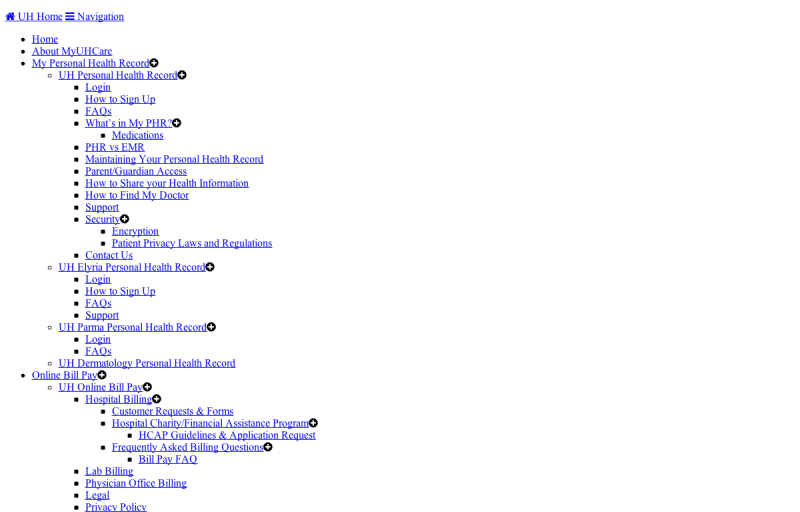 UH Home Navigation
Home
About MyUHCare
My Personal Health Record
UH Personal Health Record
Login
How to Sign Up
FAQs
What's in My PHR?
Medications
PHR vs EMR
Maintaining Your Personal Health Record
Parent/Guardian Access
How to Share your Health Information
How to Find My Doctor
Support
Security
Encryption
Patient Privacy Laws and Regulations
Contact Us
UH Elyria Personal Health Record
Login
How to Sign Up
FAQs
Support
UH Parma Personal Health Record
Login
FAQs
UH Dermatology Personal Health Record
Online Bill Pay
UH Online Bill Pay
Hospital Billing
Customer Requests & Forms
Hospital Charity/Financial Assistance Program
HCAP Guidelines & Application Request
Frequently Asked Billing Questions
Bill Pay FAQ
Lab Billing
Physician Office Billing
Legal
Privacy Policy